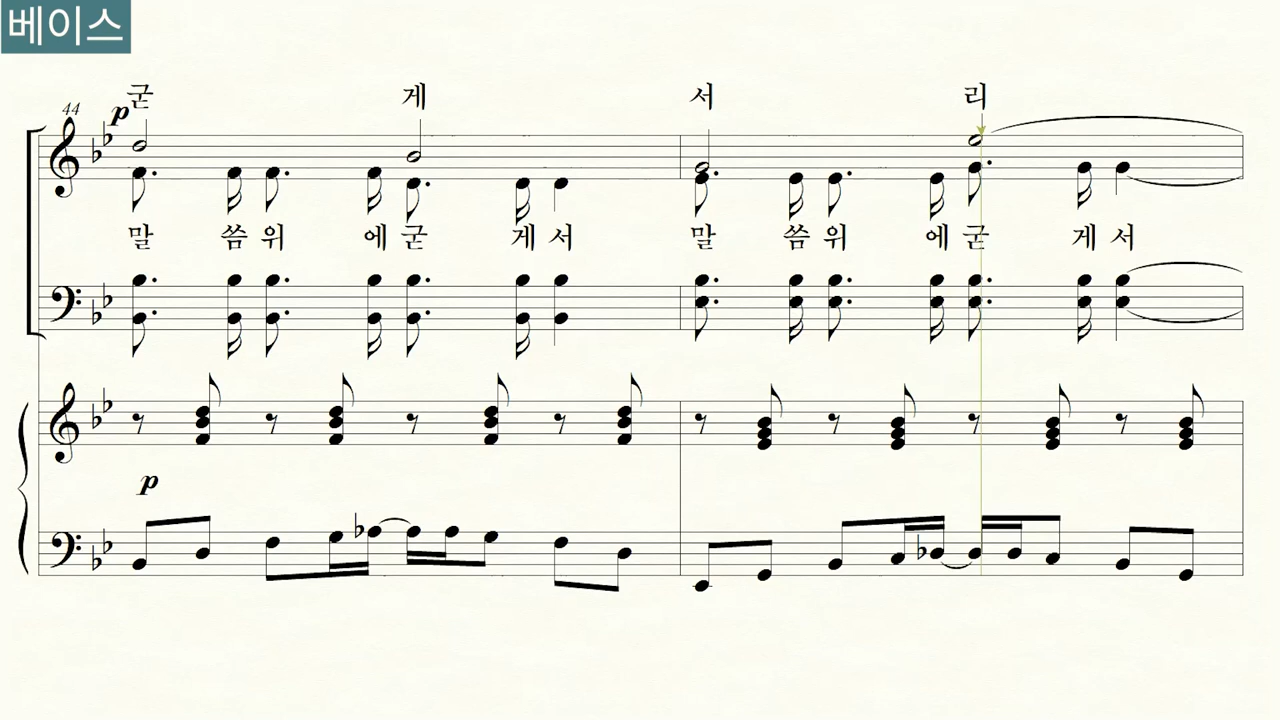 베이스
굳 게 서 리
44
p
말 씀 위 에 굳 게 서 말 씀 위 에 굳 게 서
p